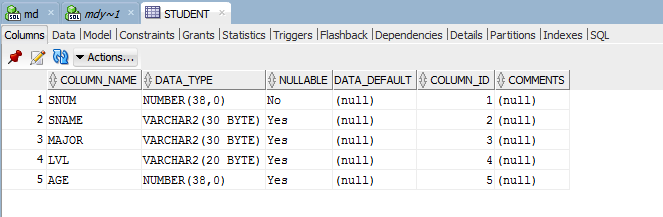 md mdy~1 STUDENT
Columns Data Model Constraints Grants Statistics Triggers Flashback Dependencies Details Partitions Indexes SQL
Actions...
COLUMN_NAME DATA_TYPE NULLABLE DATA_DEFAULT COLUMN_ID COMMENTS
1 SNUM NUMBER(38,0) No (null) 1 (null)
2 SNAME VARCHAR2(30 BYTE) Yes (null) 2 (null)
3 MAJOR VARCHAR2(30 BYTE) Yes (null) 3 (null)
4 LVL VARCHAR2(20 BYTE) Yes (null) 4 (null)
5 AGE NUMBER(38,0) Yes (null) 5 (null)